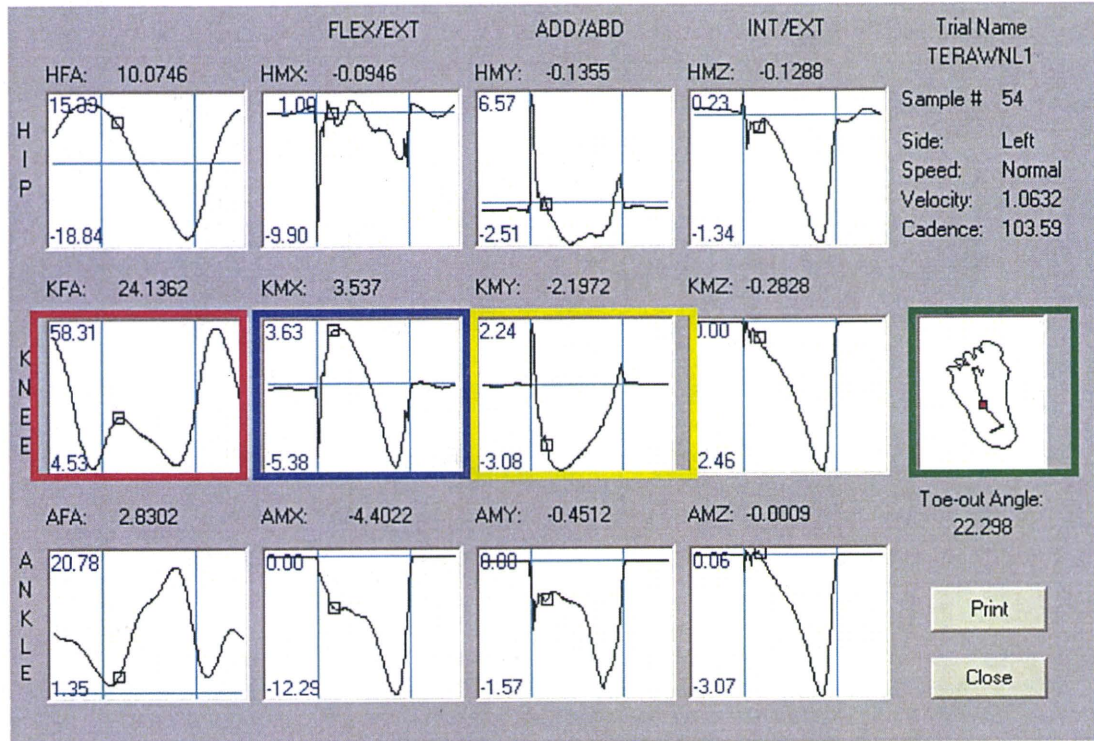 FLEX/EXT ADD/ABD INT/EXT Trial Name
TERAWNL1
HFA: 10.0746 HMX: -0.0946 HMY: -0.1355 HMZ: -0.1288
15.33 1.09 6.57 0.23
Sample # 54
HIP
Side: Left
Speed: Normal
Velocity: 1.0632
Cadence: 103.59
-18.84 -9.90 -2.51 -1.34
KFA: 24.1362 KMX: 3.537 KMY: -2.1972 KMZ: -0.2828
58.31 3.63 2.24 0.00
KNEE
4.53 -5.38 -3.08 2.46
Toe-out Angle:
22.298
AFA: 2.8302 AMX: -4.4022 AMY: -0.4512 AMZ: -0.0009
20.78 0.00 0.00 0.06
ANKLE
Print
1.35 -12.29 -1.57 -3.07
Close